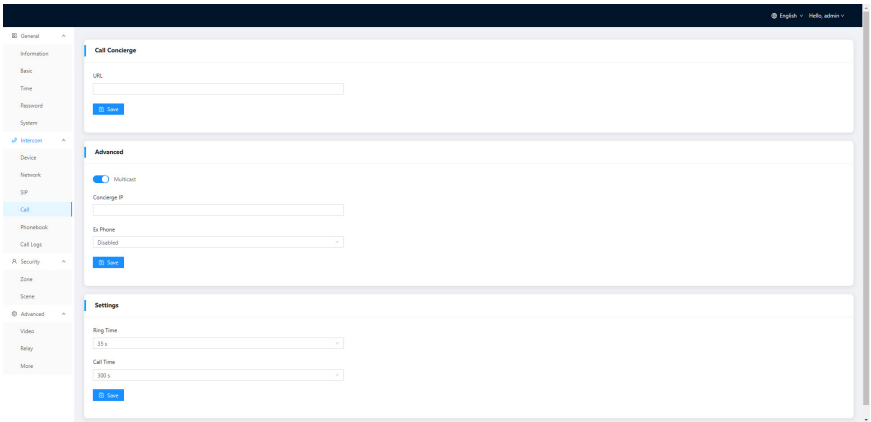 English
Hello, admin
General
Information
Basic
Time
Password
System
Intercom
Device
Network
SIP
Call
Phonebook
Call Logs
Security
Zone
Scene
Advanced
Video
Relay
More
Call Concierge
URL
Save
Advanced
Multicast
Concierge IP
Ex Phone
Disabled
Save
Settings
Ring Time
35 s
Call Time
300 s
Save